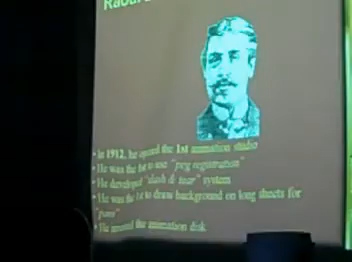 • In 1912, he opened the 1st animation studio
• He was the 1st to use "peg registration"
• He developed "slash & tear" system
• He was the 1st to draw background on long sheets for
"pans"
• He invented the animation disk